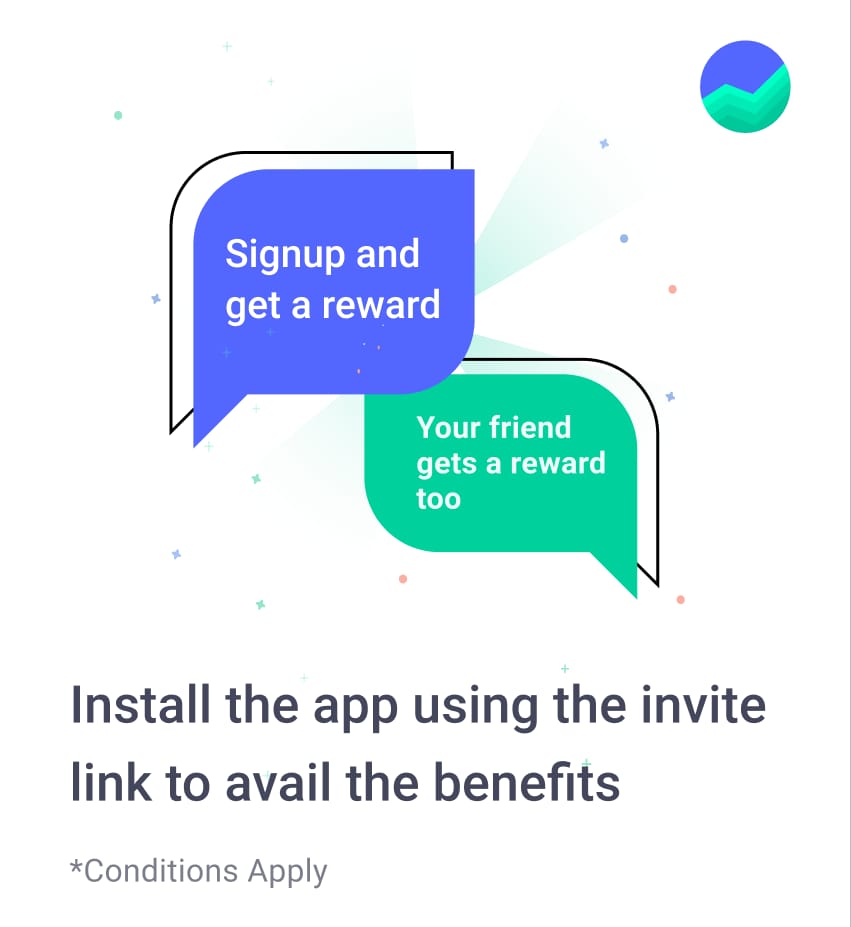 Signup and
get a reward
Your friend
gets a reward
too
Install the app using the invite
link to avail the benefits
*Conditions Apply